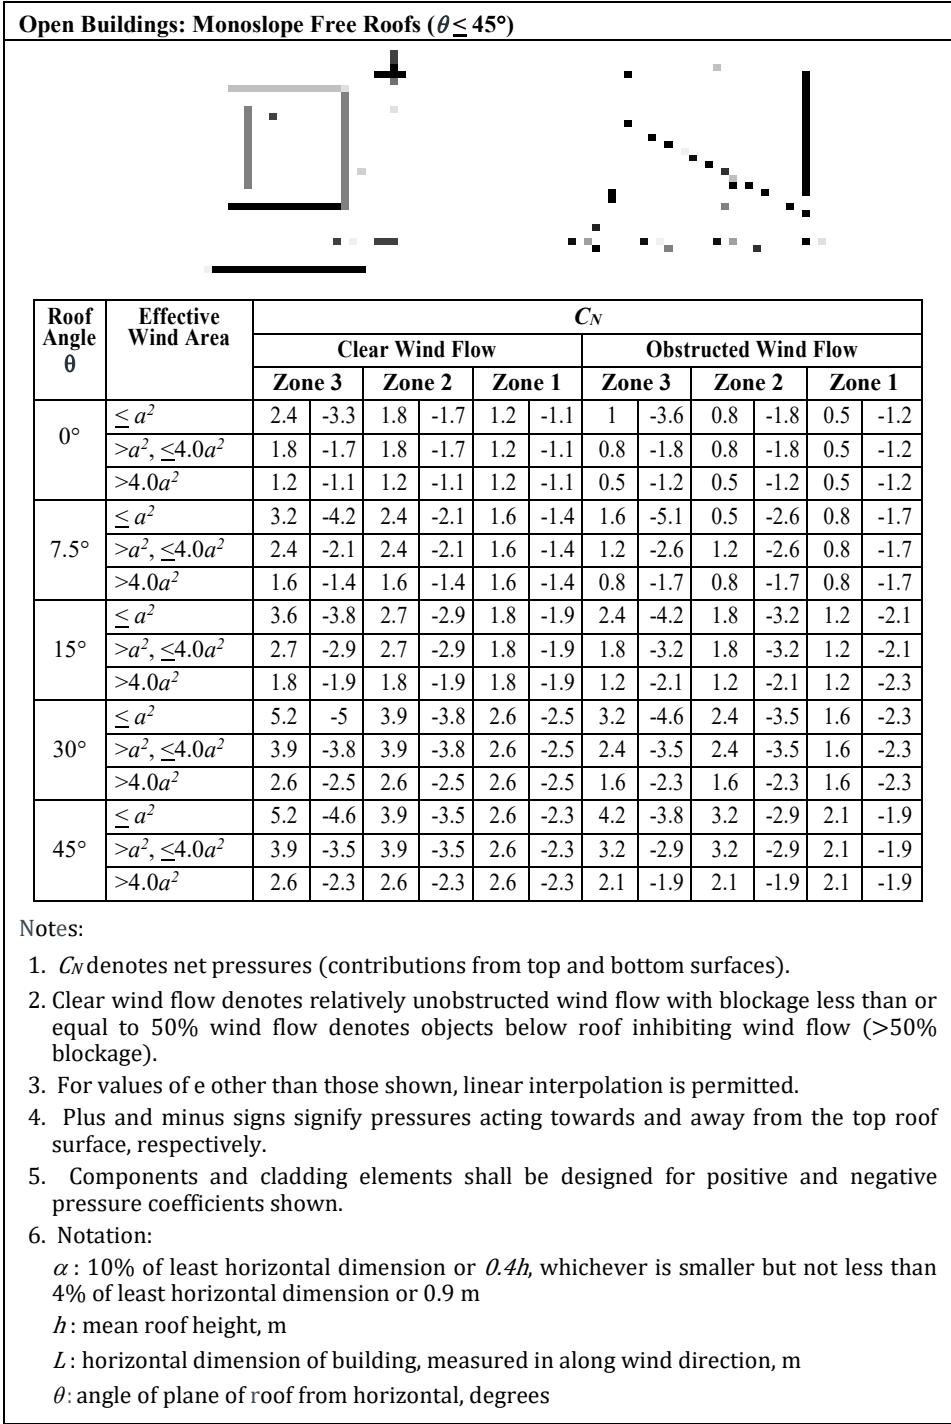 Open Buildings: Monoslope Free Roofs (θ ≤ 45°)
Roof Angle θ | Effective Wind Area | C_N
Clear Wind Flow | Obstructed Wind Flow
Zone 3 | Zone 2 | Zone 1 | Zone 3 | Zone 2 | Zone 1
0° | ≤ a² | 2.4 | -3.3 | 1.8 | -1.7 | 1.2 | -1.1 | 1 | -3.6 | 0.8 | -1.8 | 0.5 | -1.2
>a², ≤4.0a² | 1.8 | -1.7 | 1.8 | -1.7 | 1.2 | -1.1 | 0.8 | -1.8 | 0.8 | -1.8 | 0.5 | -1.2
>4.0a² | 1.2 | -1.1 | 1.2 | -1.1 | 1.2 | -1.1 | 0.5 | -1.2 | 0.5 | -1.2 | 0.5 | -1.2
7.5° | ≤ a² | 3.2 | -4.2 | 2.4 | -2.1 | 1.6 | -1.4 | 1.6 | -5.1 | 0.5 | -2.6 | 0.8 | -1.7
>a², ≤4.0a² | 2.4 | -2.1 | 2.4 | -2.1 | 1.6 | -1.4 | 1.2 | -2.6 | 1.2 | -2.6 | 0.8 | -1.7
>4.0a² | 1.6 | -1.4 | 1.6 | -1.4 | 1.6 | -1.4 | 0.8 | -1.7 | 0.8 | -1.7 | 0.8 | -1.7
15° | ≤ a² | 3.6 | -3.8 | 2.7 | -2.9 | 1.8 | -1.9 | 2.4 | -4.2 | 1.8 | -3.2 | 1.2 | -2.1
>a², ≤4.0a² | 2.7 | -2.9 | 2.7 | -2.9 | 1.8 | -1.9 | 1.8 | -3.2 | 1.8 | -3.2 | 1.2 | -2.1
>4.0a² | 1.8 | -1.9 | 1.8 | -1.9 | 1.8 | -1.9 | 1.2 | -2.1 | 1.2 | -2.1 | 1.2 | -2.3
30° | ≤ a² | 5.2 | -5 | 3.9 | -3.8 | 2.6 | -2.5 | 3.2 | -4.6 | 2.4 | -3.5 | 1.6 | -2.3
>a², ≤4.0a² | 3.9 | -3.8 | 3.9 | -3.8 | 2.6 | -2.5 | 2.4 | -3.5 | 2.4 | -3.5 | 1.6 | -2.3
>4.0a² | 2.6 | -2.5 | 2.6 | -2.5 | 2.6 | -2.5 | 1.6 | -2.3 | 1.6 | -2.3 | 1.6 | -2.3
45° | ≤ a² | 5.2 | -4.6 | 3.9 | -3.5 | 2.6 | -2.3 | 4.2 | -3.8 | 3.2 | -2.9 | 2.1 | -1.9
>a², ≤4.0a² | 3.9 | -3.5 | 3.9 | -3.5 | 2.6 | -2.3 | 3.2 | -2.9 | 3.2 | -2.9 | 2.1 | -1.9
>4.0a² | 2.6 | -2.3 | 2.6 | -2.3 | 2.6 | -2.3 | 2.1 | -1.9 | 2.1 | -1.9 | 2.1 | -1.9
Notes:
1. C_N denotes net pressures (contributions from top and bottom surfaces).
2. Clear wind flow denotes relatively unobstructed wind flow with blockage less than or
equal to 50% wind flow denotes objects below roof inhibiting wind flow (>50%
blockage).
3. For values of e other than those shown, linear interpolation is permitted.
4. Plus and minus signs signify pressures acting towards and away from the top roof
surface, respectively.
5. Components and cladding elements shall be designed for positive and negative
pressure coefficients shown.
6. Notation:
α : 10% of least horizontal dimension or 0.4h, whichever is smaller but not less than
4% of least horizontal dimension or 0.9 m
h : mean roof height, m
L : horizontal dimension of building, measured in along wind direction, m
θ : angle of plane of roof from horizontal, degrees